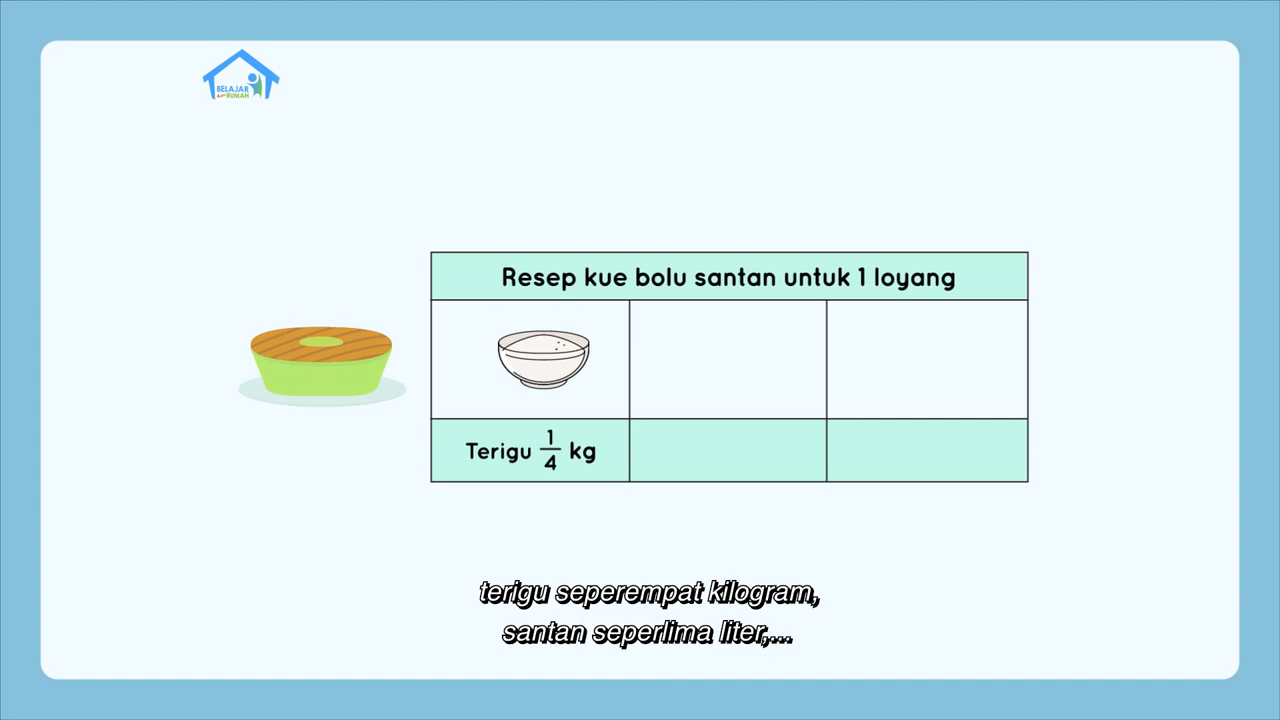 BELAJAR
dari RUMAH
Resep kue bolu santan untuk 1 loyang
Terigu 1/4 kg
terigu seperempat kilogram,
santan seperlima liter,...